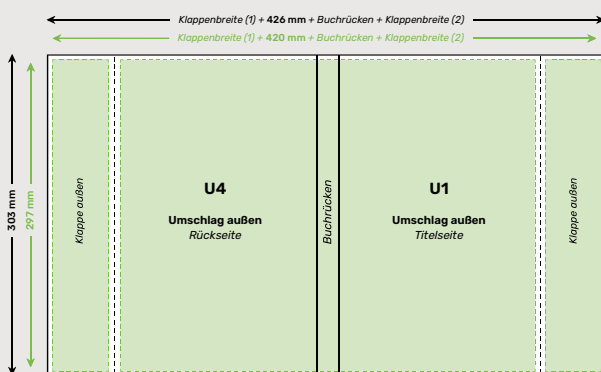 Klappenbreite (1) + 426 mm + Buchrücken + Klappenbreite (2)
Klappenbreite (1) + 420 mm + Buchrücken + Klappenbreite (2)
303 mm
297 mm
Klappe außen
U4
Umschlag außen
Rückseite
Buchrücken
U1
Umschlag außen
Titelseite
Klappe außen